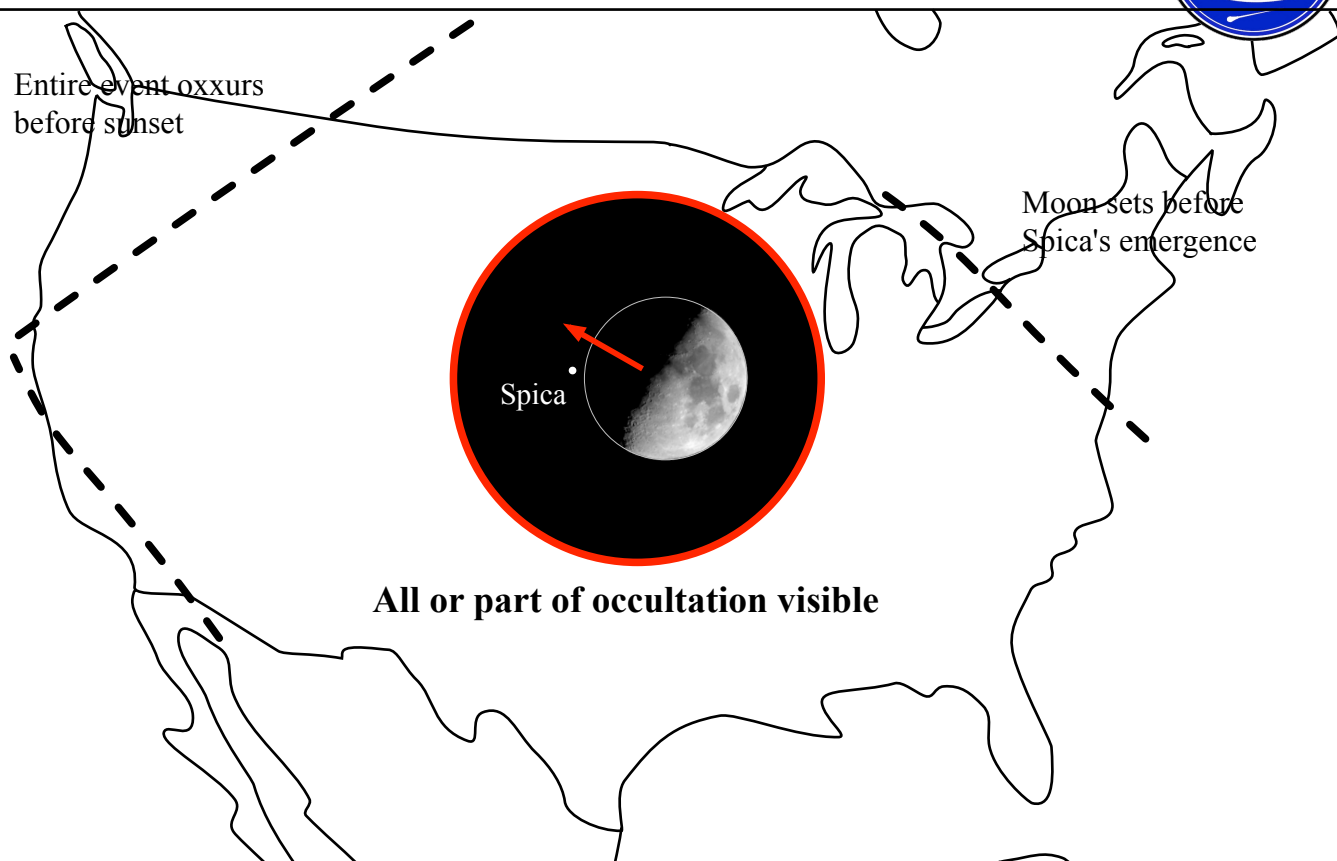 Entire event oxxurs
before sunset
Moon sets before
Spica's emergence
Spica
All or part of occultation visible